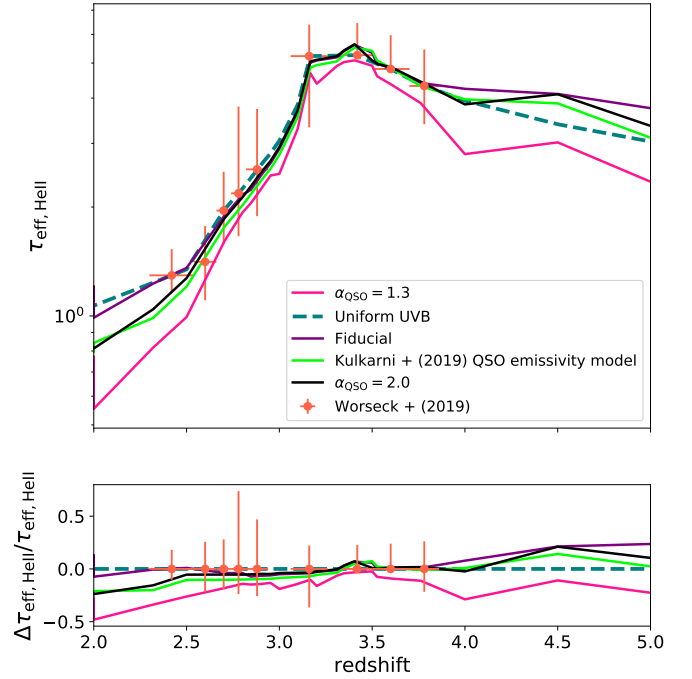 τeff, HeII
10⁰
αQSO = 1.3
Uniform UVB
Fiducial
Kulkarni + (2019) QSO emissivity model
αQSO = 2.0
Worseck + (2019)
Δτeff, HeII/τeff, HeII
0.5
0.0
−0.5
2.0 2.5 3.0 3.5 4.0 4.5 5.0
redshift